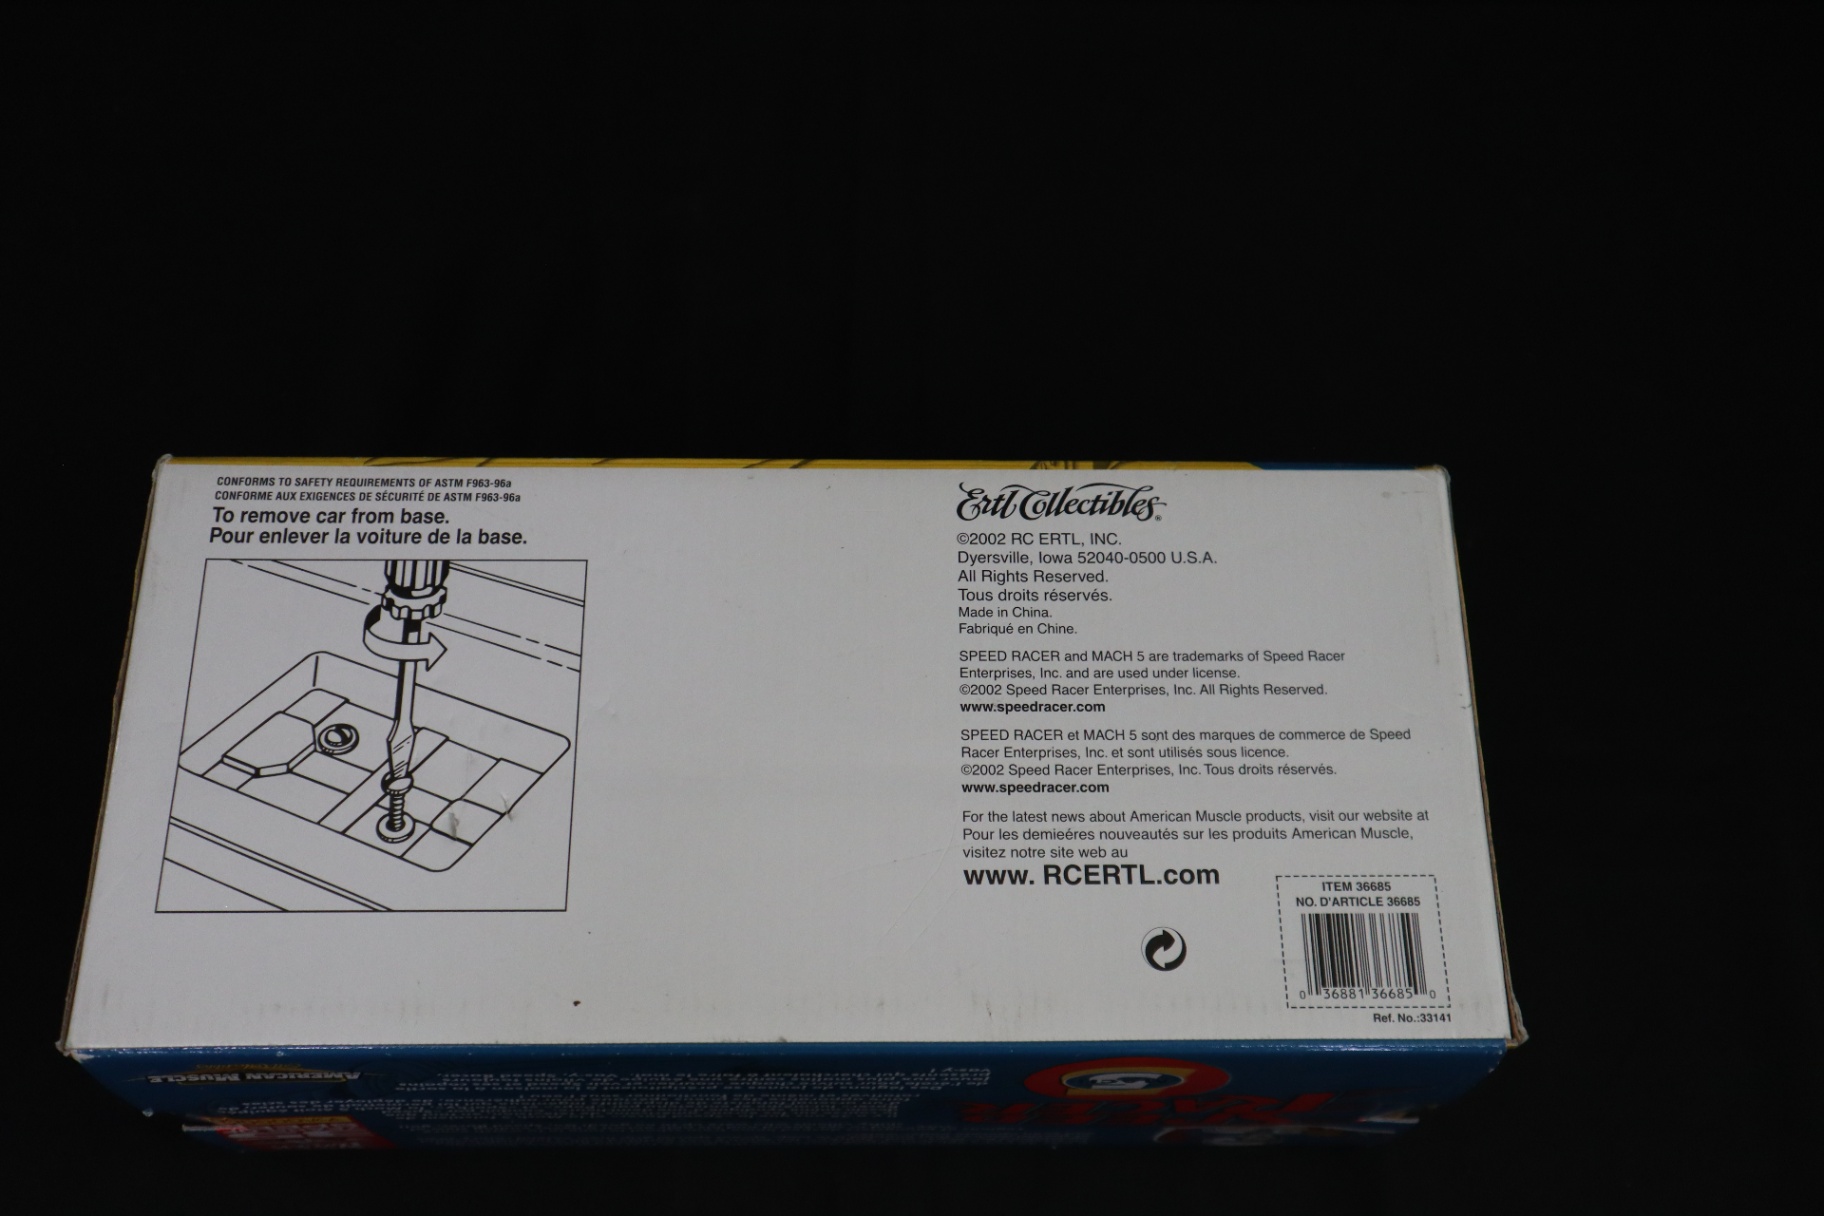 CONFORMS TO SAFETY REQUIREMENTS OF ASTM F963-96a
CONFORME AUX EXIGENCES DE SÉCURITÉ DE ASTM F963-96a
To remove car from base.
Pour enlever la voiture de la base.
Ertl Collectibles®
©2002 RC ERTL, INC.
Dyersville, Iowa 52040-0500 U.S.A.
All Rights Reserved.
Tous droits réservés.
Made in China.
Fabriqué en Chine.
SPEED RACER and MACH 5 are trademarks of Speed Racer
Enterprises, Inc. and are used under license.
©2002 Speed Racer Enterprises, Inc. All Rights Reserved.
www.speedracer.com
SPEED RACER et MACH 5 sont des marques de commerce de Speed
Racer Enterprises, Inc. et sont utilisés sous licence.
©2002 Speed Racer Enterprises, Inc. Tous droits réservés.
www.speedracer.com
For the latest news about American Muscle products, visit our website at
Pour les demieéres nouveautés sur les produits American Muscle,
visitez notre site web au
www. RCERTL.com
ITEM 36685
NO. D'ARTICLE 36685
0 36881 36685 0
Ref. No.:33141
AMERICAN MUSCLE
RACER